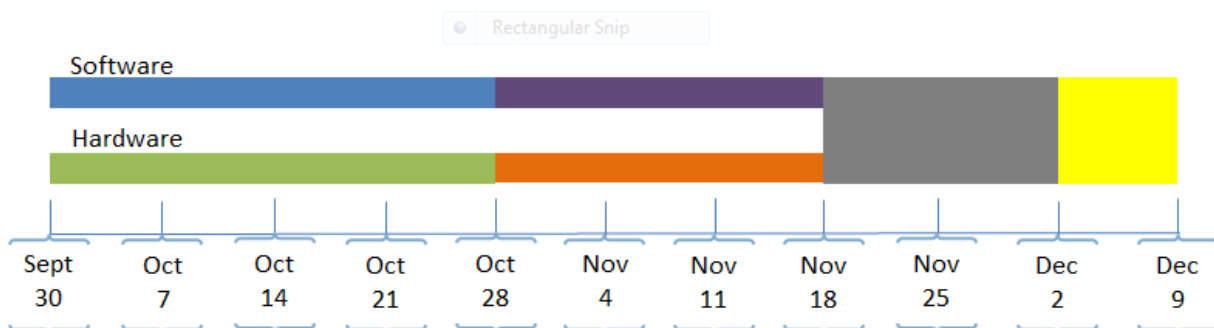 Rectangular Snip
Software
Hardware
Sept Oct Oct Oct Oct Nov Nov Nov Nov Dec Dec
30 7 14 21 28 4 11 18 25 2 9